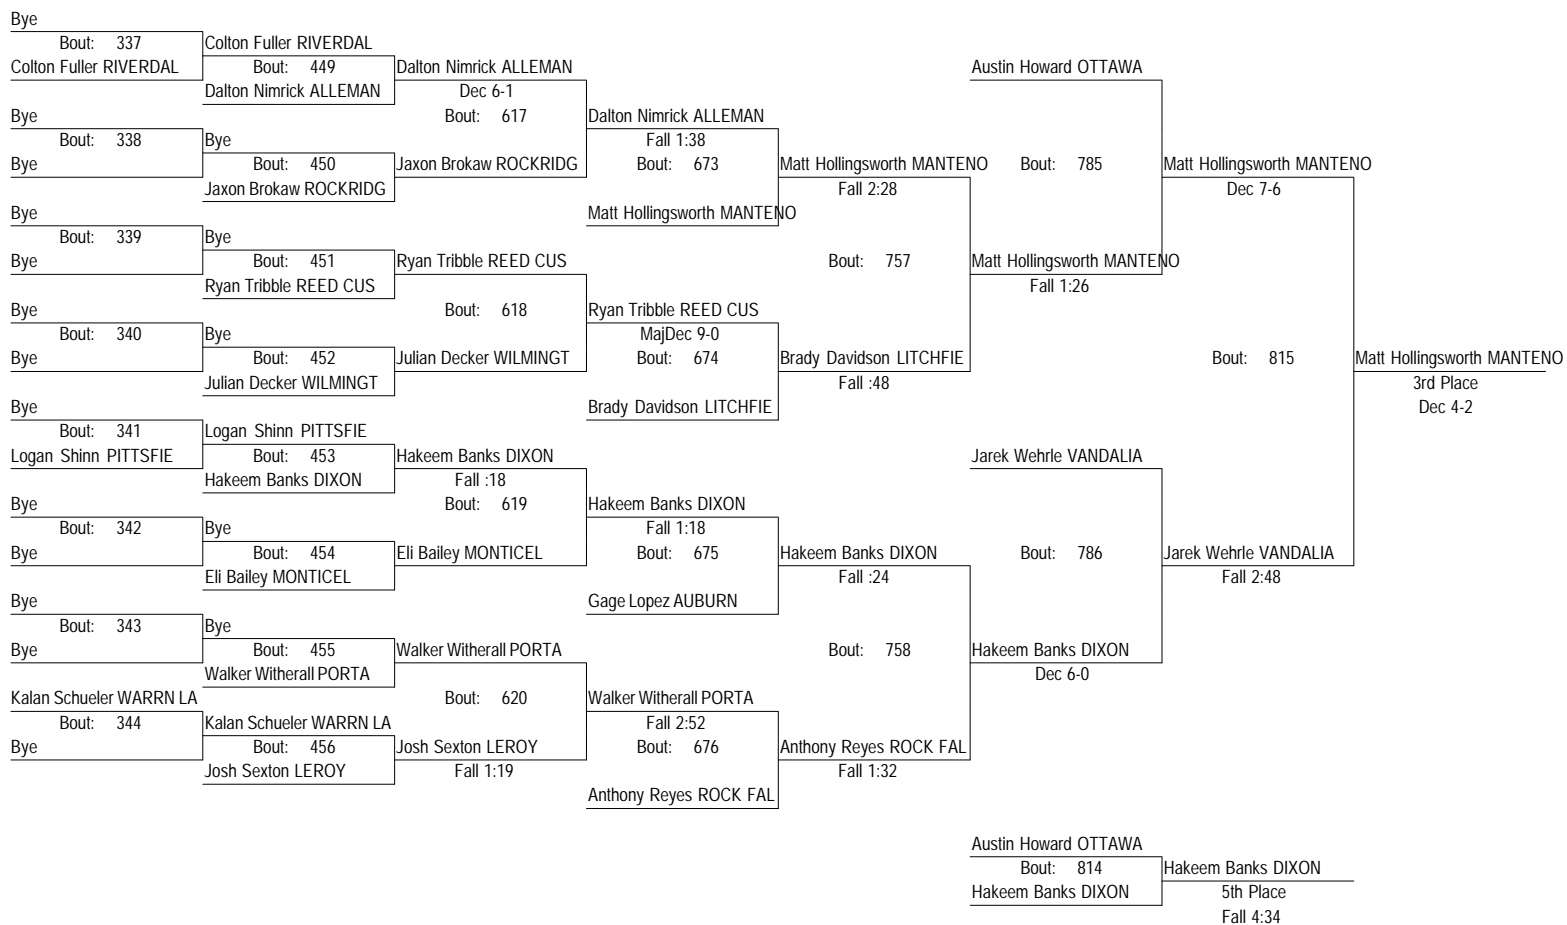 Bye
Bout: 337 Colton Fuller RIVERDAL
Colton Fuller RIVERDAL Bout: 449 Dalton Nimrick ALLEMAN Austin Howard OTTAWA
Dalton Nimrick ALLEMAN Dec 6-1
Bye Bout: 617 Dalton Nimrick ALLEMAN
Bout: 338 Bye Fall 1:38
Bye Bout: 450 Jaxon Brokaw ROCKRIDG Bout: 673 Matt Hollingsworth MANTENO Bout: 785 Matt Hollingsworth MANTENO
Jaxon Brokaw ROCKRIDG Fall 2:28 Dec 7-6
Bye Matt Hollingsworth MANTENO
Bout: 339 Bye
Bye Bout: 451 Ryan Tribble REED CUS Bout: 757 Matt Hollingsworth MANTENO
Ryan Tribble REED CUS Fall 1:26
Bye Bout: 618 Ryan Tribble REED CUS
Bout: 340 Bye MajDec 9-0
Bye Bout: 452 Julian Decker WILMINGT Bout: 674 Brady Davidson LITCHFIE Bout: 815 Matt Hollingsworth MANTENO
Julian Decker WILMINGT Fall :48 3rd Place
Bye Brady Davidson LITCHFIE Dec 4-2
Bout: 341 Logan Shinn PITTSFIE
Logan Shinn PITTSFIE Bout: 453 Hakeem Banks DIXON Jarek Wehrle VANDALIA
Hakeem Banks DIXON Fall :18
Bye Bout: 619 Hakeem Banks DIXON
Bout: 342 Bye Fall 1:18
Bye Bout: 454 Eli Bailey MONTICEL Bout: 675 Hakeem Banks DIXON Bout: 786 Jarek Wehrle VANDALIA
Eli Bailey MONTICEL Fall :24 Fall 2:48
Bye Gage Lopez AUBURN
Bout: 343 Bye
Bye Bout: 455 Walker Witherall PORTA Bout: 758 Hakeem Banks DIXON
Walker Witherall PORTA Dec 6-0
Kalan Schueler WARRN LA Bout: 620 Walker Witherall PORTA
Bout: 344 Kalan Schueler WARRN LA Fall 2:52
Bye Bout: 456 Josh Sexton LEROY Bout: 676 Anthony Reyes ROCK FAL
Josh Sexton LEROY Fall 1:19 Fall 1:32
Anthony Reyes ROCK FAL
Austin Howard OTTAWA
Bout: 814 Hakeem Banks DIXON
Hakeem Banks DIXON 5th Place
Fall 4:34